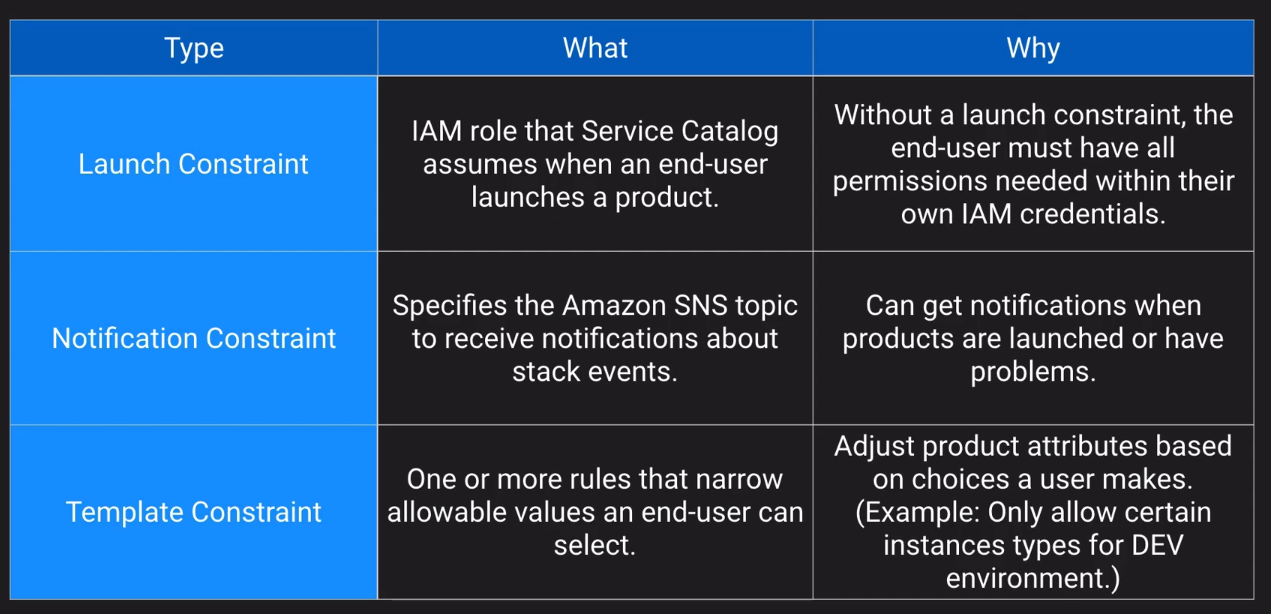 Type
What
Why
Launch Constraint
IAM role that Service Catalog
assumes when an end-user
launches a product.
Without a launch constraint, the
end-user must have all
permissions needed within their
own IAM credentials.
Notification Constraint
Specifies the Amazon SNS topic
to receive notifications about
stack events.
Can get notifications when
products are launched or have
problems.
Template Constraint
One or more rules that narrow
allowable values an end-user can
select.
Adjust product attributes based
on choices a user makes.
(Example: Only allow certain
instances types for DEV
environment.)